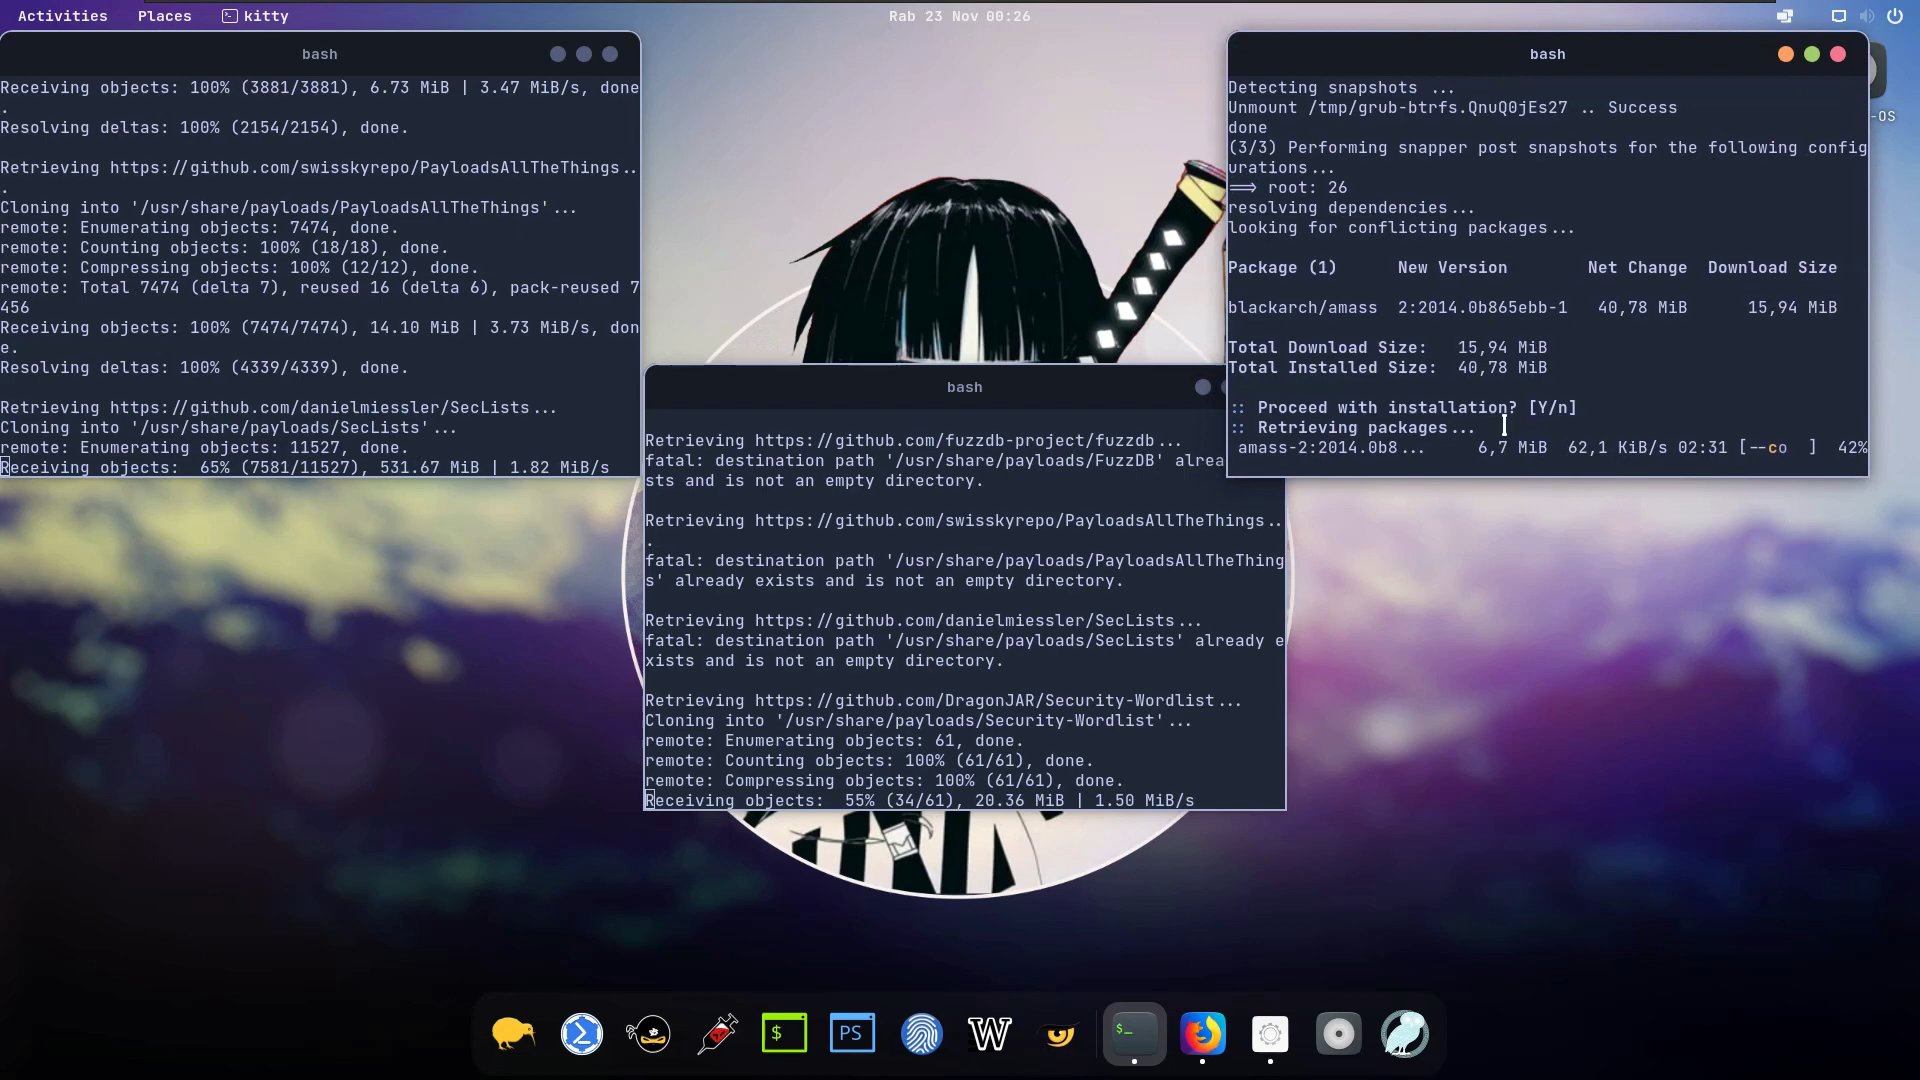 Activities Places kitty Rab 23 Nov 00:26
bash
Receiving objects: 100% (3881/3881), 6.73 MiB | 3.47 MiB/s, done
.
Resolving deltas: 100% (2154/2154), done.
Retrieving https://github.com/swisskyrepo/PayloadsAllTheThings..
.
Cloning into '/usr/share/payloads/PayloadsAllTheThings'...
remote: Enumerating objects: 7474, done.
remote: Counting objects: 100% (18/18), done.
remote: Compressing objects: 100% (12/12), done.
remote: Total 7474 (delta 7), reused 16 (delta 6), pack-reused 7
456
Receiving objects: 100% (7474/7474), 14.10 MiB | 3.73 MiB/s, don
e.
Resolving deltas: 100% (4339/4339), done.
Retrieving https://github.com/danielmiessler/SecLists...
Cloning into '/usr/share/payloads/SecLists'...
remote: Enumerating objects: 11527, done.
Receiving objects:  65% (7581/11527), 531.67 MiB | 1.82 MiB/s
bash
Retrieving https://github.com/fuzzdb-project/fuzzdb...
fatal: destination path '/usr/share/payloads/FuzzDB' alrea
sts and is not an empty directory.
Retrieving https://github.com/swisskyrepo/PayloadsAllTheThings..
.
fatal: destination path '/usr/share/payloads/PayloadsAllTheThing
s' already exists and is not an empty directory.
Retrieving https://github.com/danielmiessler/SecLists...
fatal: destination path '/usr/share/payloads/SecLists' already e
xists and is not an empty directory.
Retrieving https://github.com/DragonJAR/Security-Wordlist...
Cloning into '/usr/share/payloads/Security-Wordlist'...
remote: Enumerating objects: 61, done.
remote: Counting objects: 100% (61/61), done.
remote: Compressing objects: 100% (61/61), done.
Receiving objects:  55% (34/61), 20.36 MiB | 1.50 MiB/s
bash
Detecting snapshots ...
Unmount /tmp/grub-btrfs.QnuQ0jEs27 .. Success
done
(3/3) Performing snapper post snapshots for the following config
urations...
==> root: 26
resolving dependencies...
looking for conflicting packages...
Package (1)      New Version        Net Change  Download Size
blackarch/amass  2:2014.0b865ebb-1   40,78 MiB      15,94 MiB
Total Download Size:   15,94 MiB
Total Installed Size:  40,78 MiB
:: Proceed with installation? [Y/n]
:: Retrieving packages...
amass-2:2014.0b8...     6,7 MiB  62,1 KiB/s 02:31 [--co  ]  42%
-OS
$ PS W $_